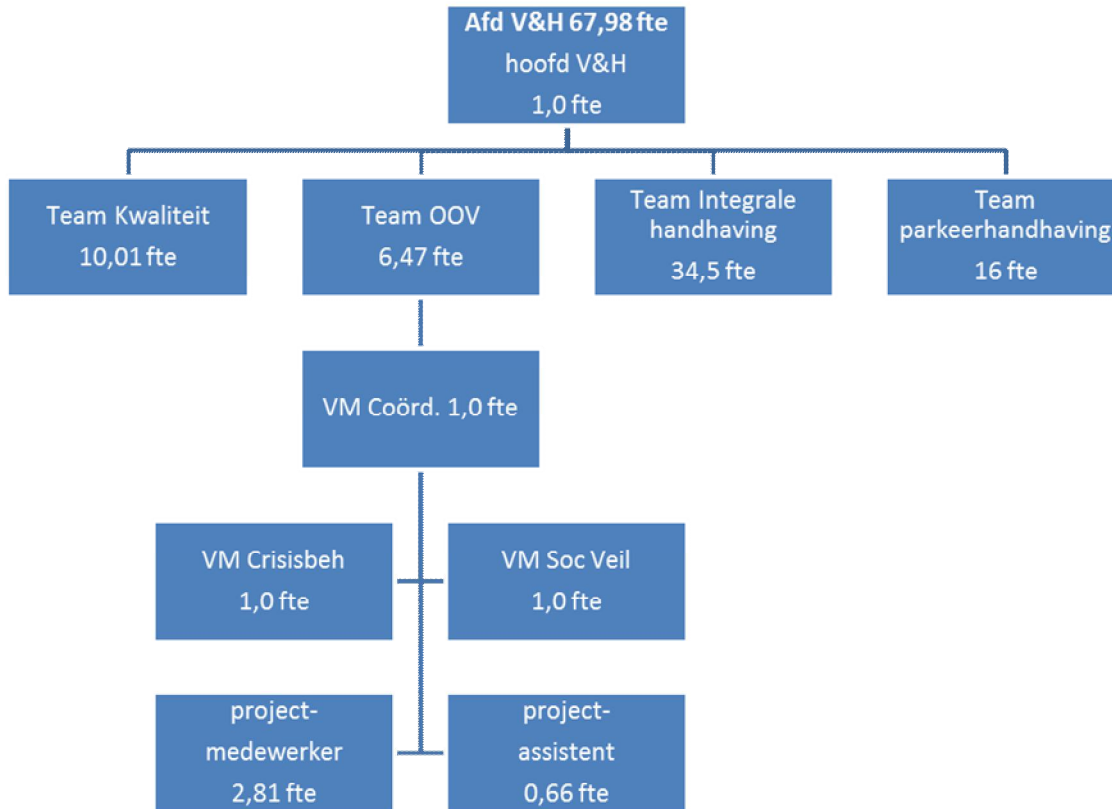 Afd V&H 67,98 fte
hoofd V&H
1,0 fte
Team Kwaliteit
10,01 fte
Team OOV
6,47 fte
Team Integrale
handhaving
34,5 fte
Team
parkeerhandhaving
16 fte
VM Coörd. 1,0 fte
VM Crisisbeh
1,0 fte
VM Soc Veil
1,0 fte
project-
medewerker
2,81 fte
project-
assistent
0,66 fte